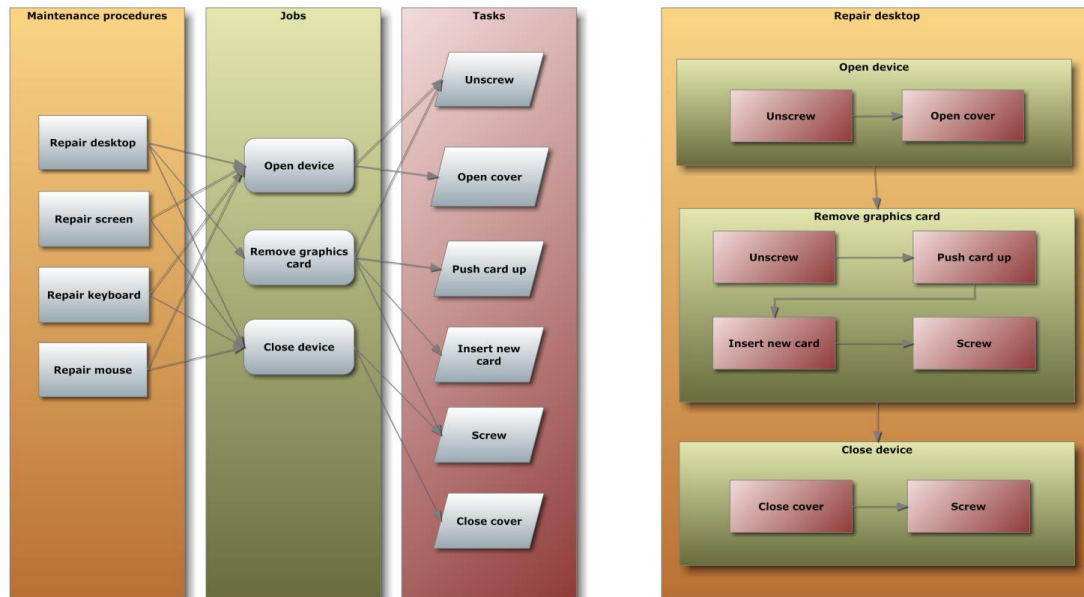 Maintenance procedures
Repair desktop
Repair screen
Repair keyboard
Repair mouse
Jobs
Open device
Remove graphics
card
Close device
Tasks
Unscrew
Open cover
Push card up
Insert new
card
Screw
Close cover
Repair desktop
Open device
Unscrew
Open cover
Remove graphics card
Unscrew
Push card up
Insert new card
Screw
Close device
Close cover
Screw